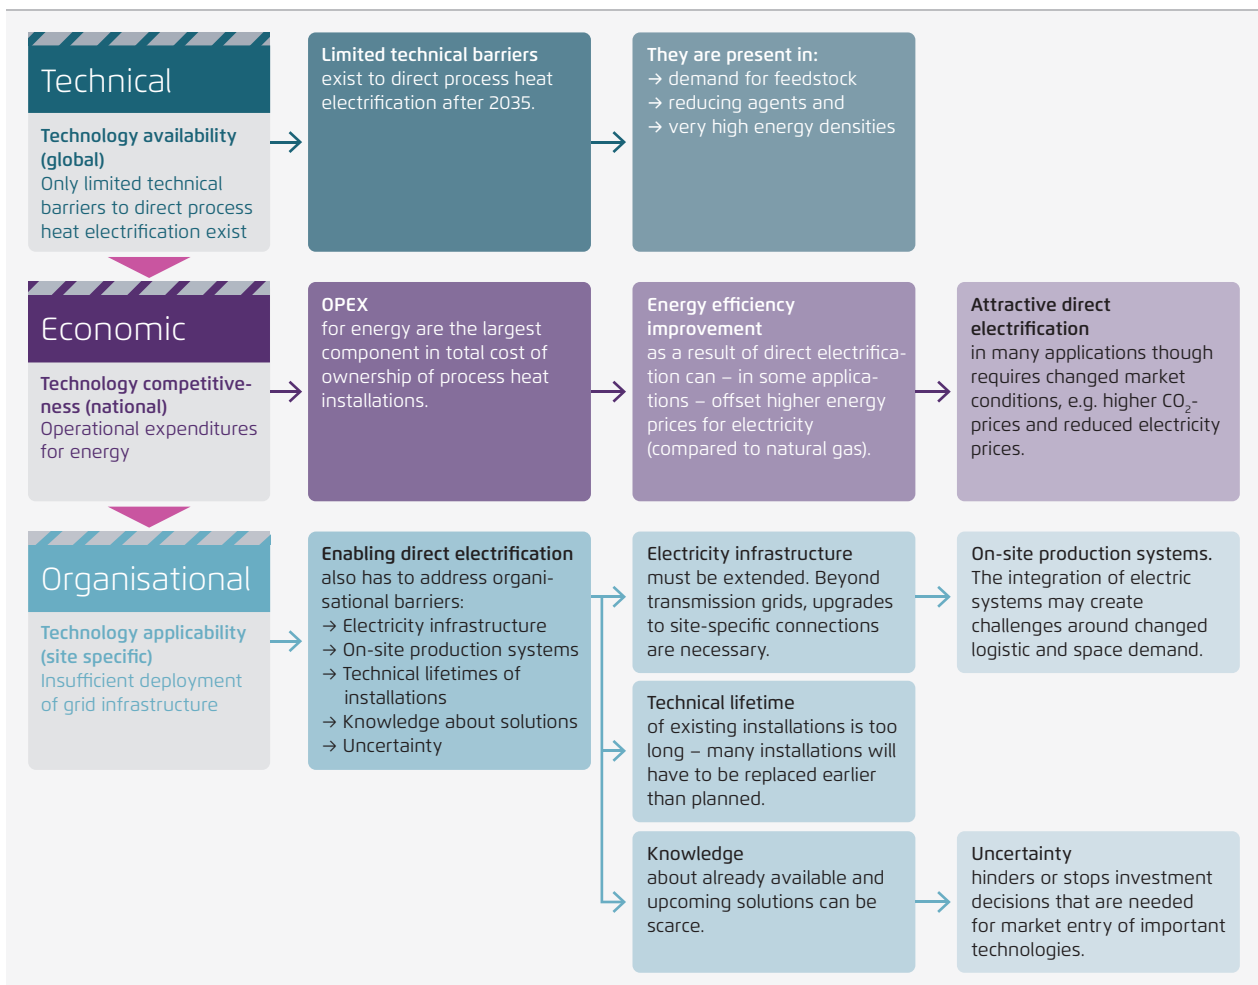 Technical
Technology availability
(global)
Only limited technical
barriers to direct process
heat electrification exist
Limited technical barriers
exist to direct process heat
electrification after 2035.
They are present in:
→ demand for feedstock
→ reducing agents and
→ very high energy densities
Economic
Technology competitive-
ness (national)
Operational expenditures
for energy
OPEX
for energy are the largest
component in total cost of
ownership of process heat
installations.
Energy efficiency
improvement
as a result of direct electrifica-
tion can – in some applica-
tions – offset higher energy
prices for electricity
(compared to natural gas).
Attractive direct
electrification
in many applications though
requires changed market
conditions, e.g. higher CO₂-
prices and reduced electricity
prices.
Organisational
Technology applicability
(site specific)
Insufficient deployment
of grid infrastructure
Enabling direct electrification
also has to address organi-
sational barriers:
→ Electricity infrastructure
→ On-site production systems
→ Technical lifetimes of
installations
→ Knowledge about solutions
→ Uncertainty
Electricity infrastructure
must be extended. Beyond
transmission grids, upgrades
to site-specific connections
are necessary.
On-site production systems.
The integration of electric
systems may create
challenges around changed
logistic and space demand.
Technical lifetime
of existing installations is too
long – many installations will
have to be replaced earlier
than planned.
Knowledge
about already available and
upcoming solutions can be
scarce.
Uncertainty
hinders or stops investment
decisions that are needed
for market entry of important
technologies.